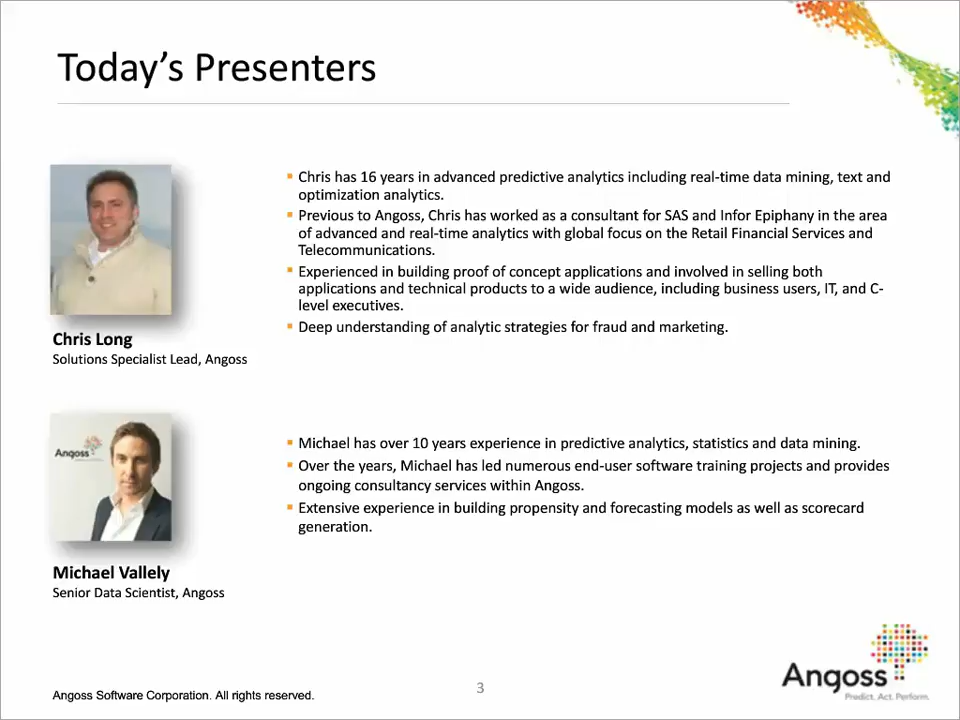 Today's Presenters
Chris has 16 years in advanced predictive analytics including real-time data mining, text and
optimization analytics.
Previous to Angoss, Chris has worked as a consultant for SAS and Infor Epiphany in the area
of advanced and real-time analytics with global focus on the Retail Financial Services and
Telecommunications.
Experienced in building proof of concept applications and involved in selling both
applications and technical products to a wide audience, including business users, IT, and C-
level executives.
Deep understanding of analytic strategies for fraud and marketing.
Chris Long
Solutions Specialist Lead, Angoss
Angoss
Michael has over 10 years experience in predictive analytics, statistics and data mining.
Over the years, Michael has led numerous end-user software training projects and provides
ongoing consultancy services within Angoss.
Extensive experience in building propensity and forecasting models as well as scorecard
generation.
Michael Vallely
Senior Data Scientist, Angoss
Angoss Software Corporation. All rights reserved.
3
Angoss
Predict. Act. Perform.